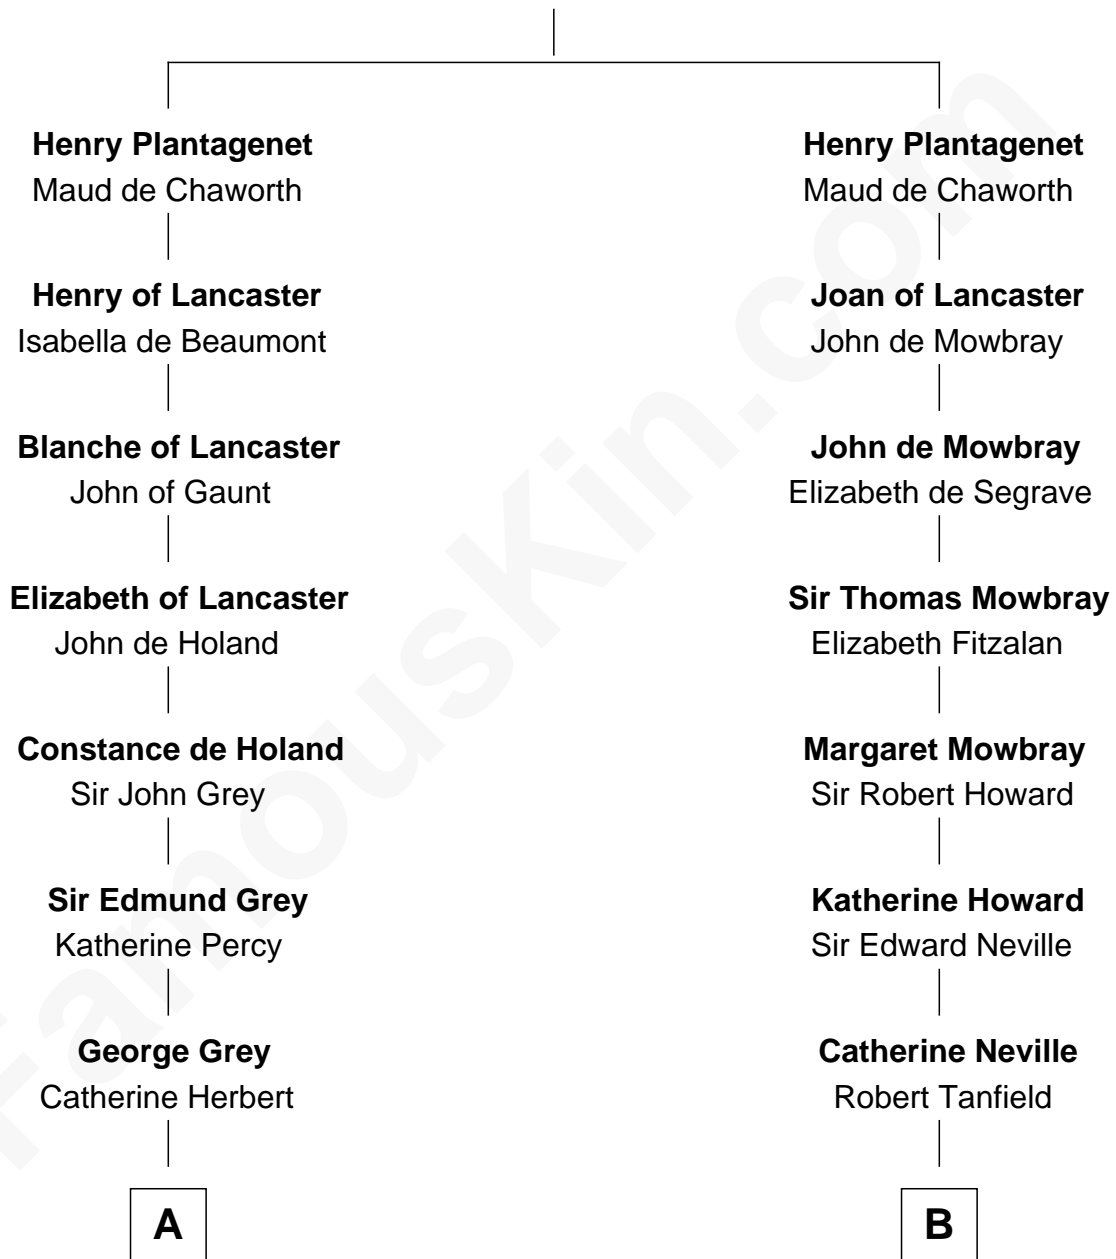 Henry Plantagenet
Maud de Chaworth
Henry of Lancaster
Isabella de Beaumont
Blanche of Lancaster
John of Gaunt
Elizabeth of Lancaster
John de Holand
Constance de Holand
Sir John Grey
Sir Edmund Grey
Katherine Percy
George Grey
Catherine Herbert
A
Henry Plantagenet
Maud de Chaworth
Joan of Lancaster
John de Mowbray
John de Mowbray
Elizabeth de Segrave
Sir Thomas Mowbray
Elizabeth Fitzalan
Margaret Mowbray
Sir Robert Howard
Katherine Howard
Sir Edward Neville
Catherine Neville
Robert Tanfield
B
FamousKin.com